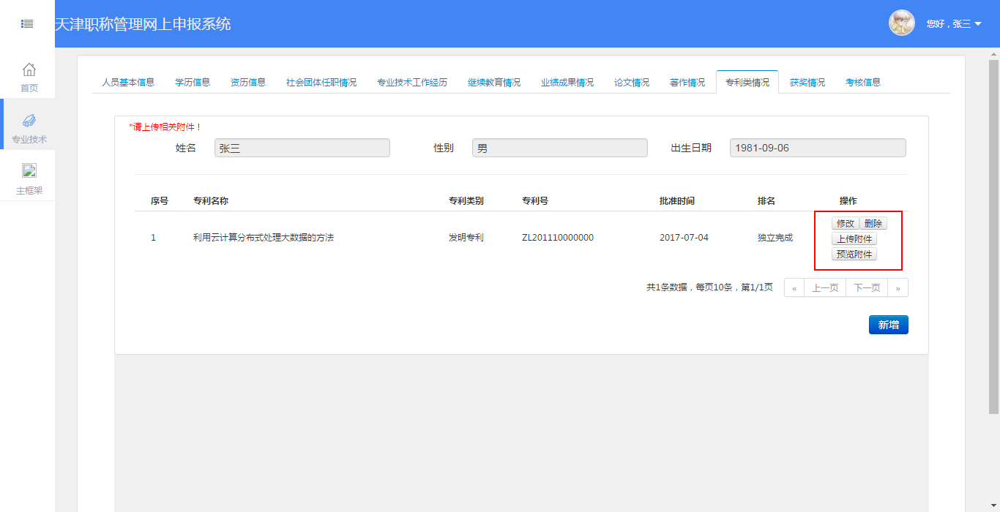 天津职称管理网上申报系统
您好，张三
首页
专业技术
主框架
人员基本信息 学历信息 资历信息 社会团体任职情况 专业技术工作经历 继续教育情况 业绩成果情况 论文情况 著作情况 专利类情况 获奖情况 考核信息
*请上传相关附件！
姓名 张三 性别 男 出生日期 1981-09-06
序号 专利名称 专利类别 专利号 批准时间 排名 操作
1 利用云计算分布式处理大数据的方法 发明专利 ZL201110000000 2017-07-04 独立完成 修改 删除
上传附件
预览附件
共1条数据，每页10条，第1/1页 « 上一页 下一页 »
新增